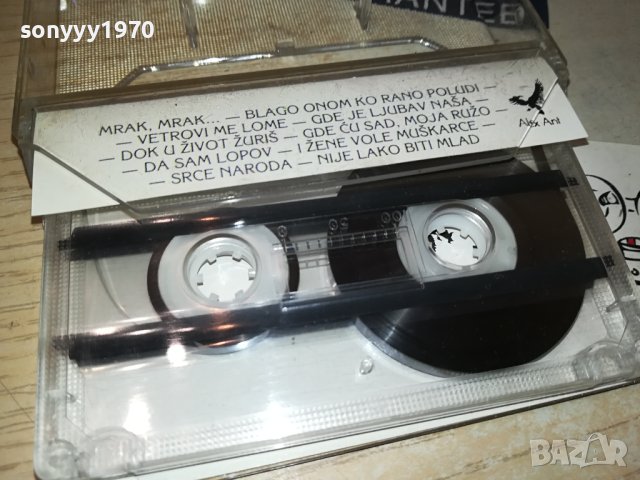 sonyyy1970
ANTEE
MRAK, MRAK... – BLAGO ONOM KO RANO POLUDI –
– VETROVI ME LOME – GDE JE LJUBAV NAŠA –
– DOK U ŽIVOT ŽURIŠ – GDE ĆU SAD, MOJA RUŽO –
– DA SAM LOPOV – I ŽENE VOLE MUŠKARCE –
– SRCE NARODA – NIJE LAKO BITI MLAD
Alex Ani
BAZAR
bg